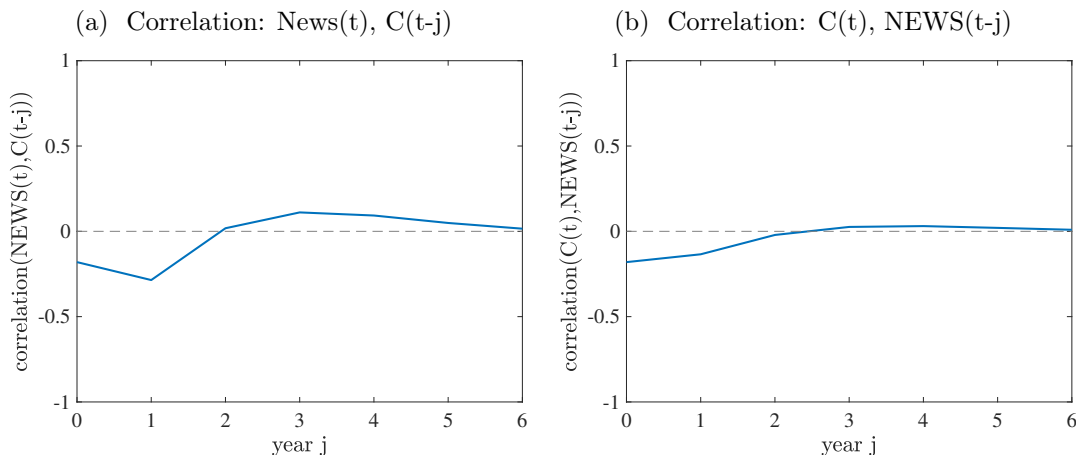 (a) Correlation: News(t), C(t-j)
correlation(NEWS(t),C(t-j))
1
0.5
0
-0.5
-1
0 1 2 3 4 5 6
year j
(b) Correlation: C(t), NEWS(t-j)
correlation(C(t),NEWS(t-j))
1
0.5
0
-0.5
-1
0 1 2 3 4 5 6
year j